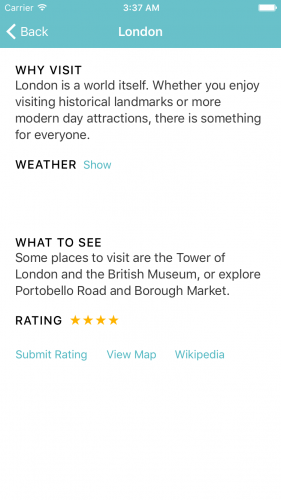 Carrier 3:37 AM
Back London
WHY VISIT
London is a world itself. Whether you enjoy
visiting historical landmarks or more
modern day attractions, there is something
for everyone.
WEATHER Show
WHAT TO SEE
Some places to visit are the Tower of
London and the British Museum, or explore
Portobello Road and Borough Market.
RATING ★★★★
Submit Rating View Map Wikipedia